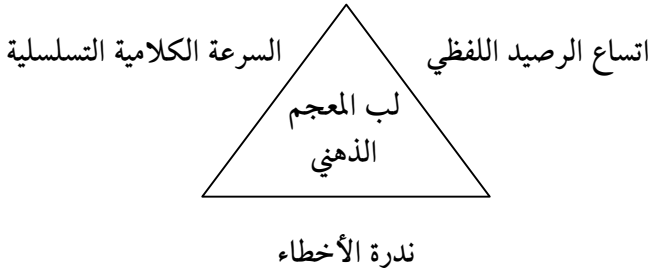 اتساع الرصيد اللفظي
السرعة الكلامية التسلسلية
لب المعجم
الذهني
ندرة الأخطاء